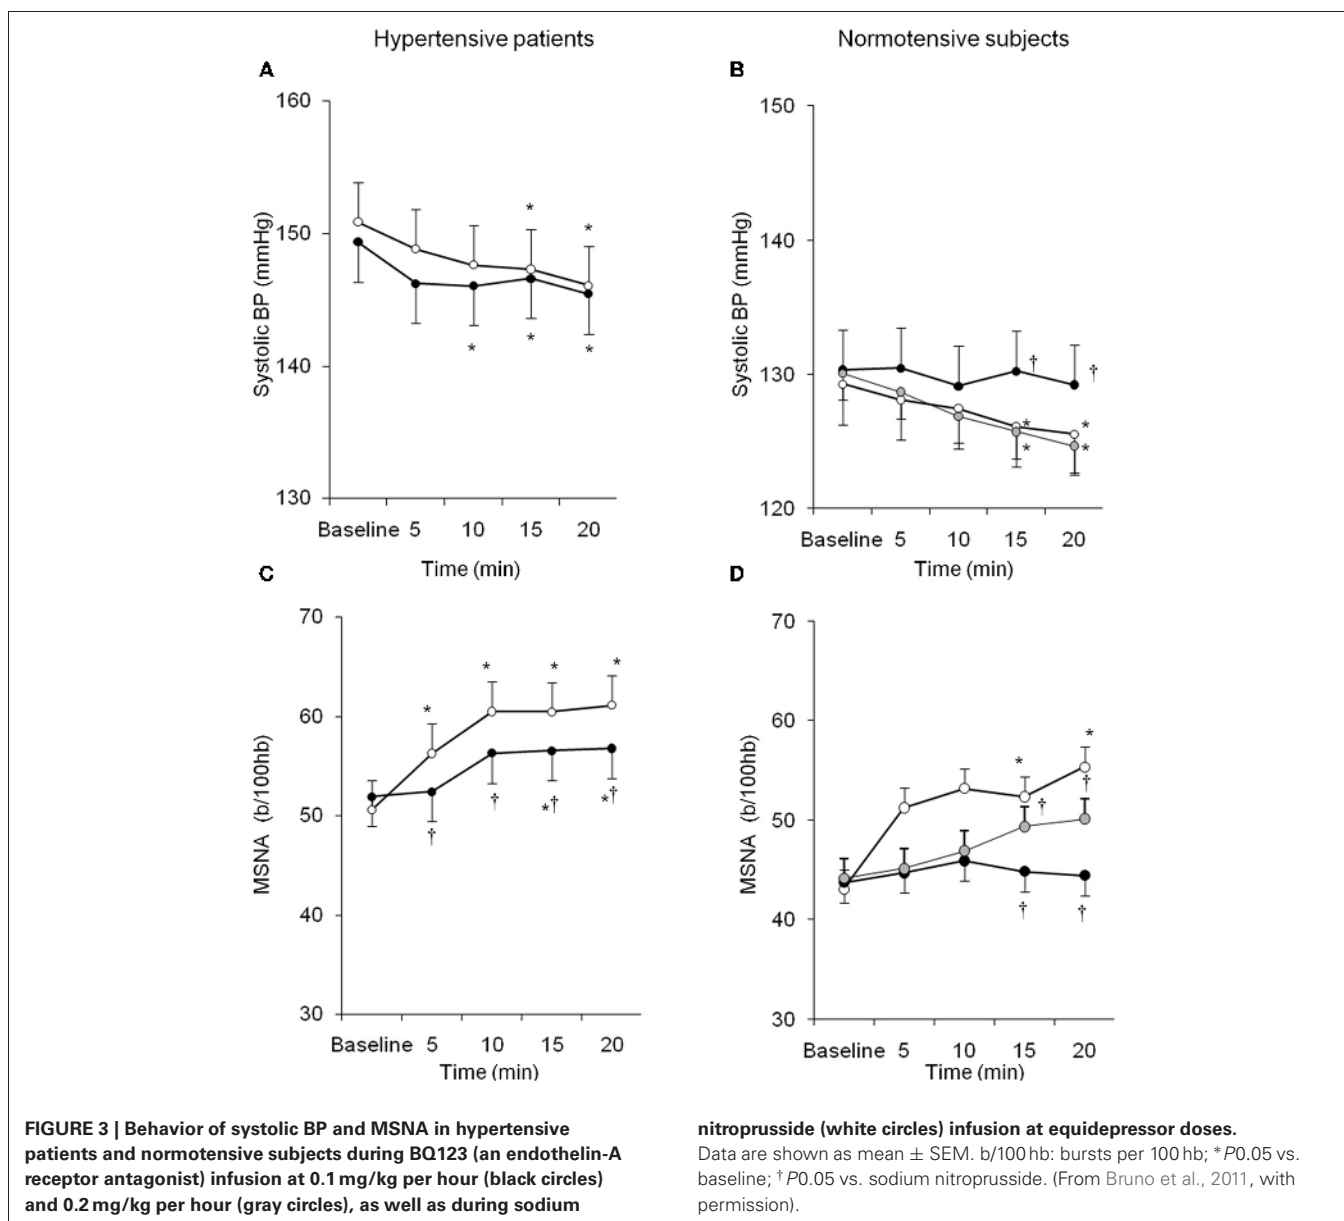 Hypertensive patients
Normotensive subjects
A
160
150
140
130
Systolic BP (mmHg)
*
*
*
*
*
Baseline 5 10 15 20
Time (min)
B
150
140
130
120
Systolic BP (mmHg)
†
†
*
*
*
*
Baseline 5 10 15 20
Time (min)
C
70
60
50
40
30
MSNA (b/100hb)
*
*
*
*
†
†
*†
*†
Baseline 5 10 15 20
Time (min)
D
70
60
50
40
30
MSNA (b/100hb)
*
*
†
†
†
†
Baseline 5 10 15 20
Time (min)
FIGURE 3 | Behavior of systolic BP and MSNA in hypertensive
patients and normotensive subjects during BQ123 (an endothelin-A
receptor antagonist) infusion at 0.1 mg/kg per hour (black circles)
and 0.2 mg/kg per hour (gray circles), as well as during sodium
nitroprusside (white circles) infusion at equidepressor doses.
Data are shown as mean ± SEM. b/100 hb: bursts per 100 hb; *P0.05 vs.
baseline; †P0.05 vs. sodium nitroprusside. (From Bruno et al., 2011, with
permission).